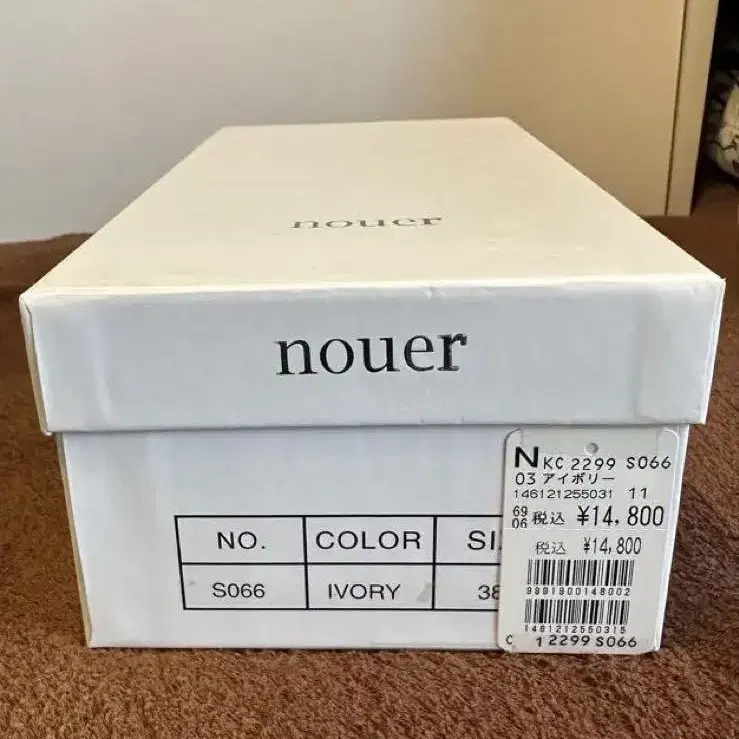 nouer
nouer
NO. COLOR SI
S066 IVORY 38
N KC 2299 S066
03 アイボリー
146121255031 11
69
06 税込 ¥14,800
税込 ¥14,800
9991900148002
1461212550315
12299 S066